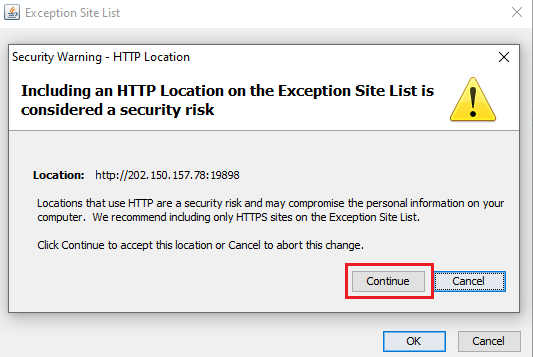 Exception Site List
Security Warning - HTTP Location
Including an HTTP Location on the Exception Site List is
considered a security risk
Location: http://202.150.157.78:19898
Locations that use HTTP are a security risk and may compromise the personal information on your
computer. We recommend including only HTTPS sites on the Exception Site List.
Click Continue to accept this location or Cancel to abort this change.
Continue Cancel
OK Cancel